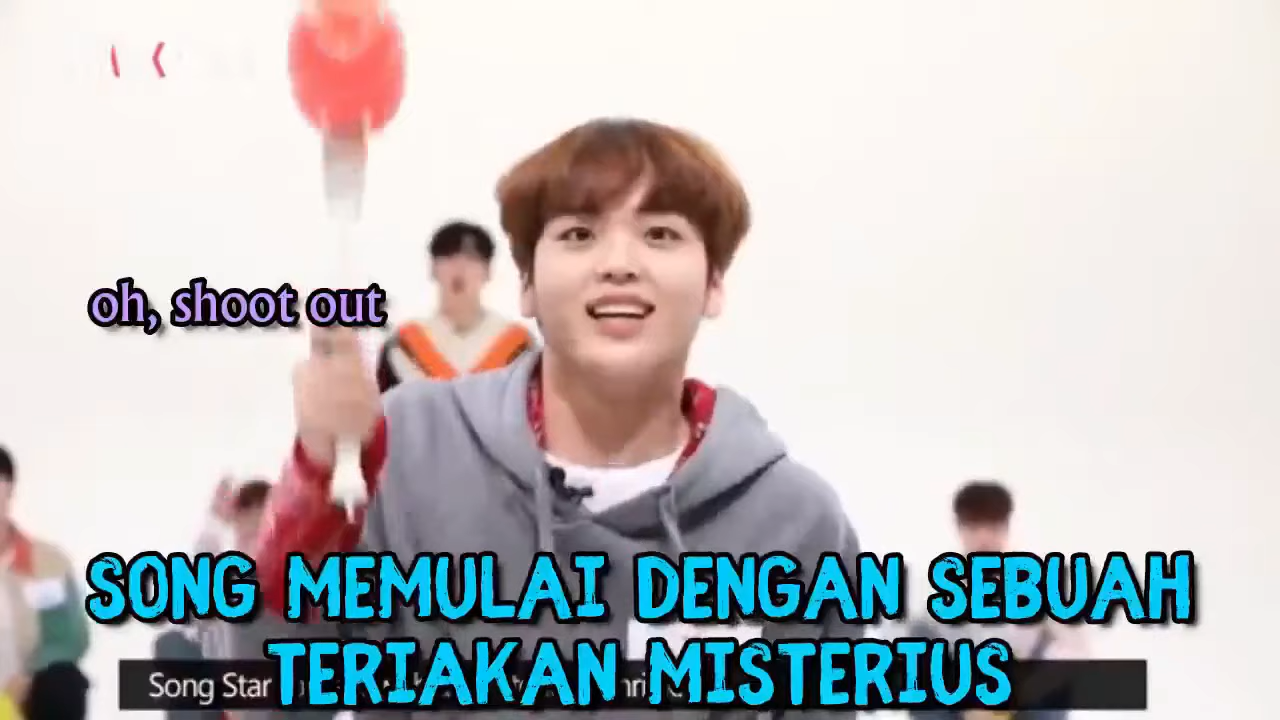 oh, shoot out
SONG MEMULAI DENGAN SEBUAH
TERIAKAN MISTERIUS
Song Star